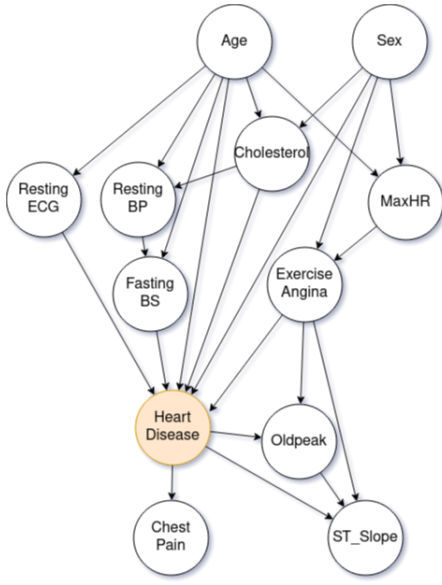 Age
Sex
Cholesterol
Resting
ECG
Resting
BP
MaxHR
Fasting
BS
Exercise
Angina
Heart
Disease
Oldpeak
Chest
Pain
ST_Slope